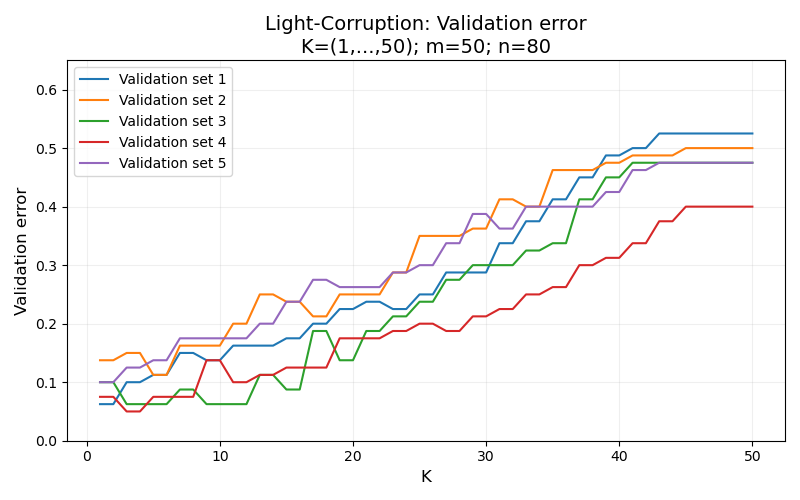 Light-Corruption: Validation error
K=(1,...,50); m=50; n=80
Validation set 1
Validation set 2
Validation set 3
Validation set 4
Validation set 5
Validation error
0.6
0.5
0.4
0.3
0.2
0.1
0.0
0 10 20 30 40 50
K